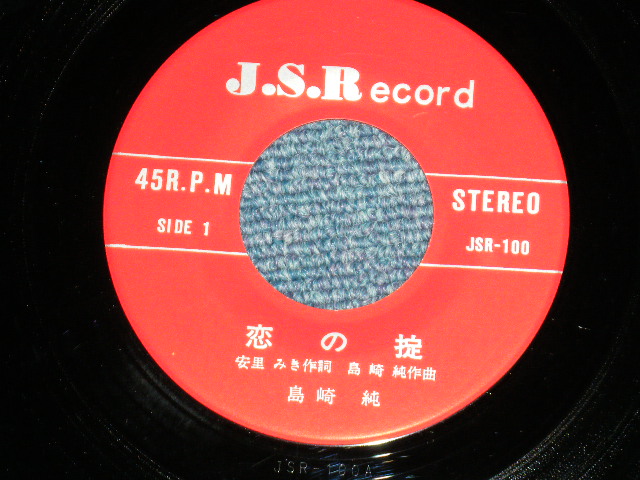 J.S.Record
45R.P.M
STEREO
SIDE 1
JSR-100
恋の掟
安里 みき作詞 島崎 純作曲
島崎 純
JSR-100A